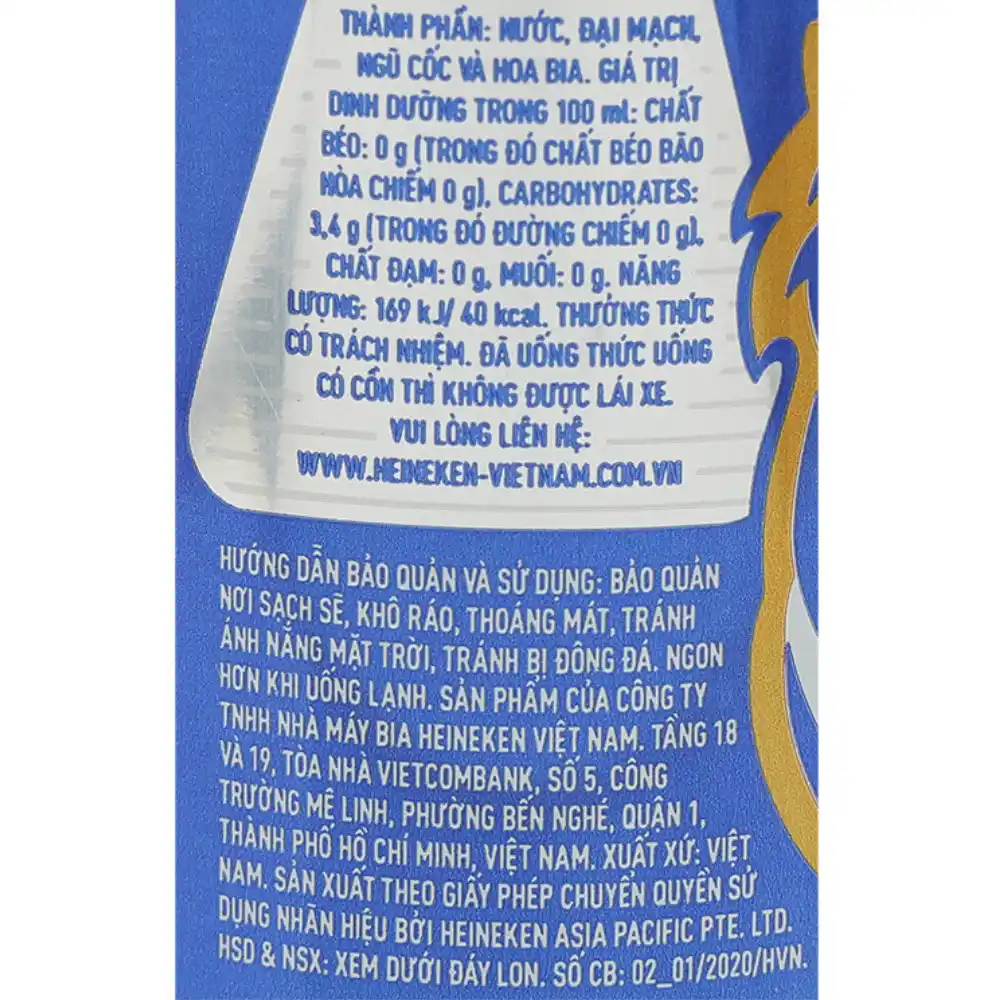 THÀNH PHẦN: NƯỚC, ĐẠI MẠCH,
NGŨ CỐC VÀ HOA BIA. GIÁ TRỊ
DINH DƯỠNG TRONG 100 ml: CHẤT
BÉO: 0 g (TRONG ĐÓ CHẤT BÉO BÃO
HÒA CHIẾM 0 g), CARBOHYDRATES:
3,4 g (TRONG ĐÓ ĐƯỜNG CHIẾM 0 g),
CHẤT ĐẠM: 0 g, MUỐI: 0 g. NĂNG
LƯỢNG: 169 kJ/ 40 kcal. THƯỞNG THỨC
CÓ TRÁCH NHIỆM. ĐÃ UỐNG THỨC UỐNG
CÓ CỒN THÌ KHÔNG ĐƯỢC LÁI XE.
VUI LÒNG LIÊN HỆ:
WWW.HEINEKEN-VIETNAM.COM.VN
HƯỚNG DẪN BẢO QUẢN VÀ SỬ DỤNG: BẢO QUẢN
NƠI SẠCH SẼ, KHÔ RÁO, THOÁNG MÁT, TRÁNH
ÁNH NẮNG MẶT TRỜI, TRÁNH BỊ ĐÔNG ĐÁ. NGON
HƠN KHI UỐNG LẠNH. SẢN PHẨM CỦA CÔNG TY
TNHH NHÀ MÁY BIA HEINEKEN VIỆT NAM. TẦNG 18
VÀ 19, TÒA NHÀ VIETCOMBANK, SỐ 5, CÔNG
TRƯỜNG MÊ LINH, PHƯỜNG BẾN NGHÉ, QUẬN 1,
THÀNH PHỐ HỒ CHÍ MINH, VIỆT NAM. XUẤT XỨ: VIỆT
NAM. SẢN XUẤT THEO GIẤY PHÉP CHUYỂN QUYỀN SỬ
DỤNG NHÃN HIỆU BỞI HEINEKEN ASIA PACIFIC PTE. LTD.
HSD & NSX: XEM DƯỚI ĐÁY LON. SỐ CB: 02_01/2020/HVN.